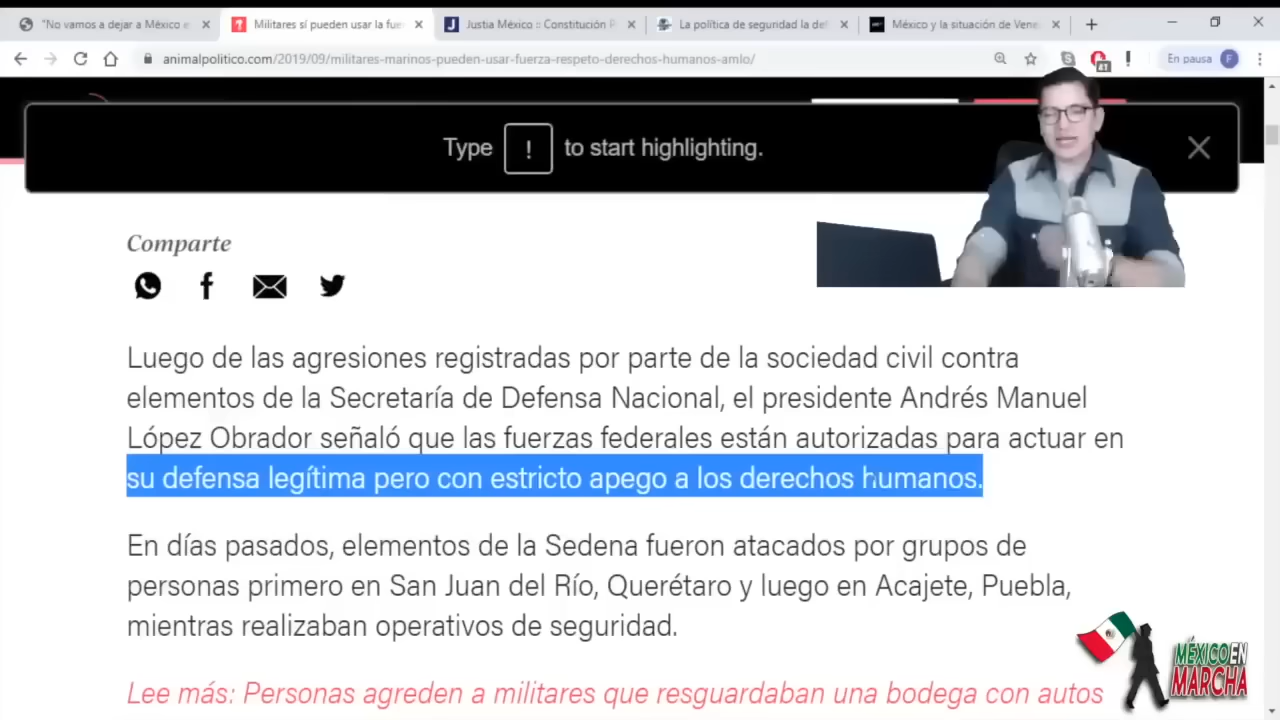 "No vamos a dejar a México e
Militares sí pueden usar la fue
Justia México :: Constitución P
La política de seguridad la def
México y la situación de Vene
animalpolitico.com/2019/09/militares-marinos-pueden-usar-fuerza-respeto-derechos-humanos-amlo/
En pausa
F
Type ! to start highlighting.
Comparte
Luego de las agresiones registradas por parte de la sociedad civil contra
elementos de la Secretaría de Defensa Nacional, el presidente Andrés Manuel
López Obrador señaló que las fuerzas federales están autorizadas para actuar en
su defensa legítima pero con estricto apego a los derechos humanos.
En días pasados, elementos de la Sedena fueron atacados por grupos de
personas primero en San Juan del Río, Querétaro y luego en Acajete, Puebla,
mientras realizaban operativos de seguridad.
Lee más: Personas agreden a militares que resguardaban una bodega con autos
MÉXICO EN
MARCHA